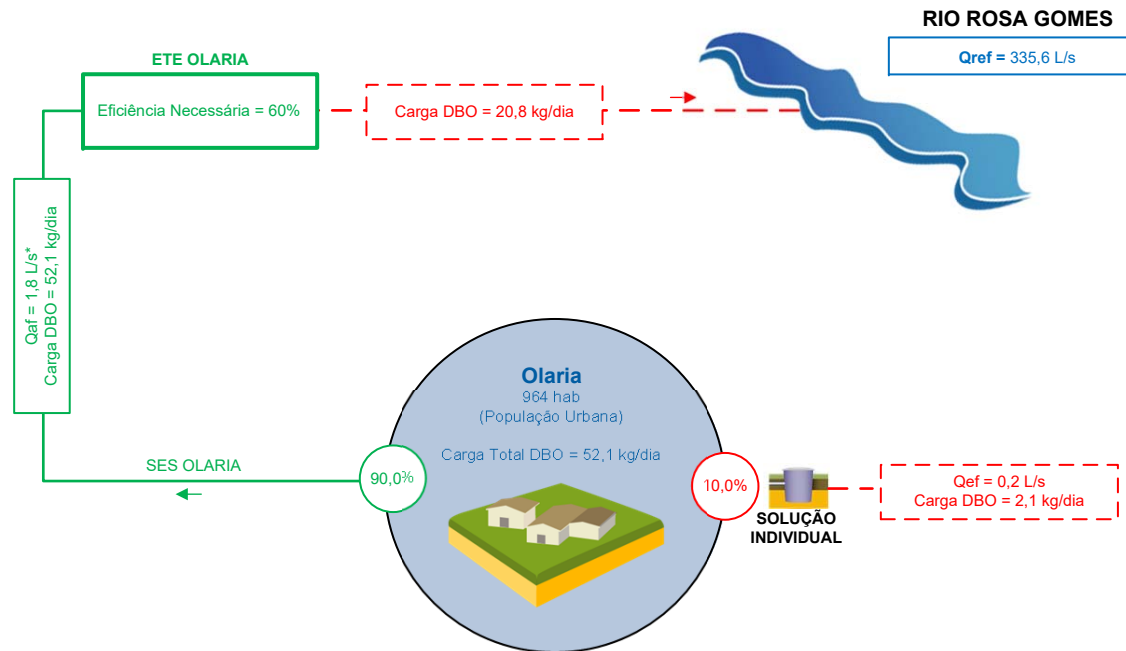 RIO ROSA GOMES
Qref = 335,6 L/s
ETE OLARIA
Eficiência Necessária = 60%
Carga DBO = 20,8 kg/dia
Qaf = 1,8 L/s*
Carga DBO = 52,1 kg/dia
SES OLARIA
90,0%
Olaria
964 hab
(População Urbana)
Carga Total DBO = 52,1 kg/dia
10,0%
SOLUÇÃO
INDIVIDUAL
Qef = 0,2 L/s
Carga DBO = 2,1 kg/dia